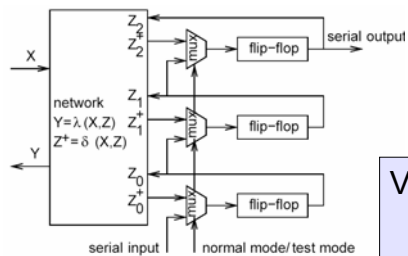 Z₂
Z₂⁺
mux
flip-flop
serial output
X
network
Y=λ (X,Z)
Z⁺=δ (X,Z)
Z₁
Z₁⁺
mux
flip-flop
Y
Z₀
Z₀⁺
mux
flip-flop
V
serial input
normal mode/test mode